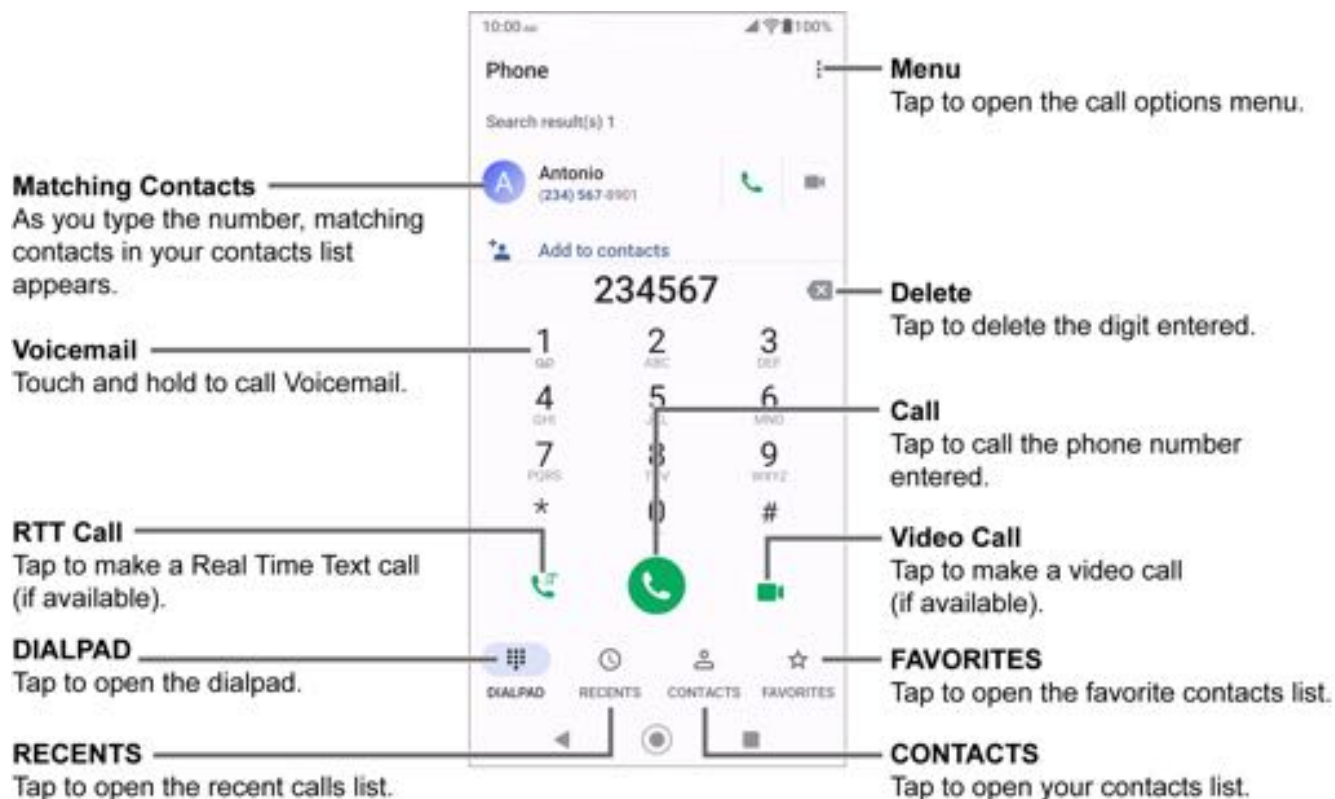 10:00 AM 100%
Phone
Menu
Tap to open the call options menu.
Search result(s) 1
Matching Contacts
As you type the number, matching
contacts in your contacts list
appears.
A
Antonio
(234) 567-8901
Add to contacts
234567
Delete
Tap to delete the digit entered.
Voicemail
Touch and hold to call Voicemail.
1 2 3
ABC DEF
4 5 6
GHI JKL MNO
7 8 9
PQRS TUV WXYZ
* 0 #
Call
Tap to call the phone number
entered.
RTT Call
Tap to make a Real Time Text call
(if available).
Video Call
Tap to make a video call
(if available).
DIALPAD
Tap to open the dialpad.
FAVORITES
Tap to open the favorite contacts list.
DIALPAD RECENTS CONTACTS FAVORITES
RECENTS
Tap to open the recent calls list.
CONTACTS
Tap to open your contacts list.